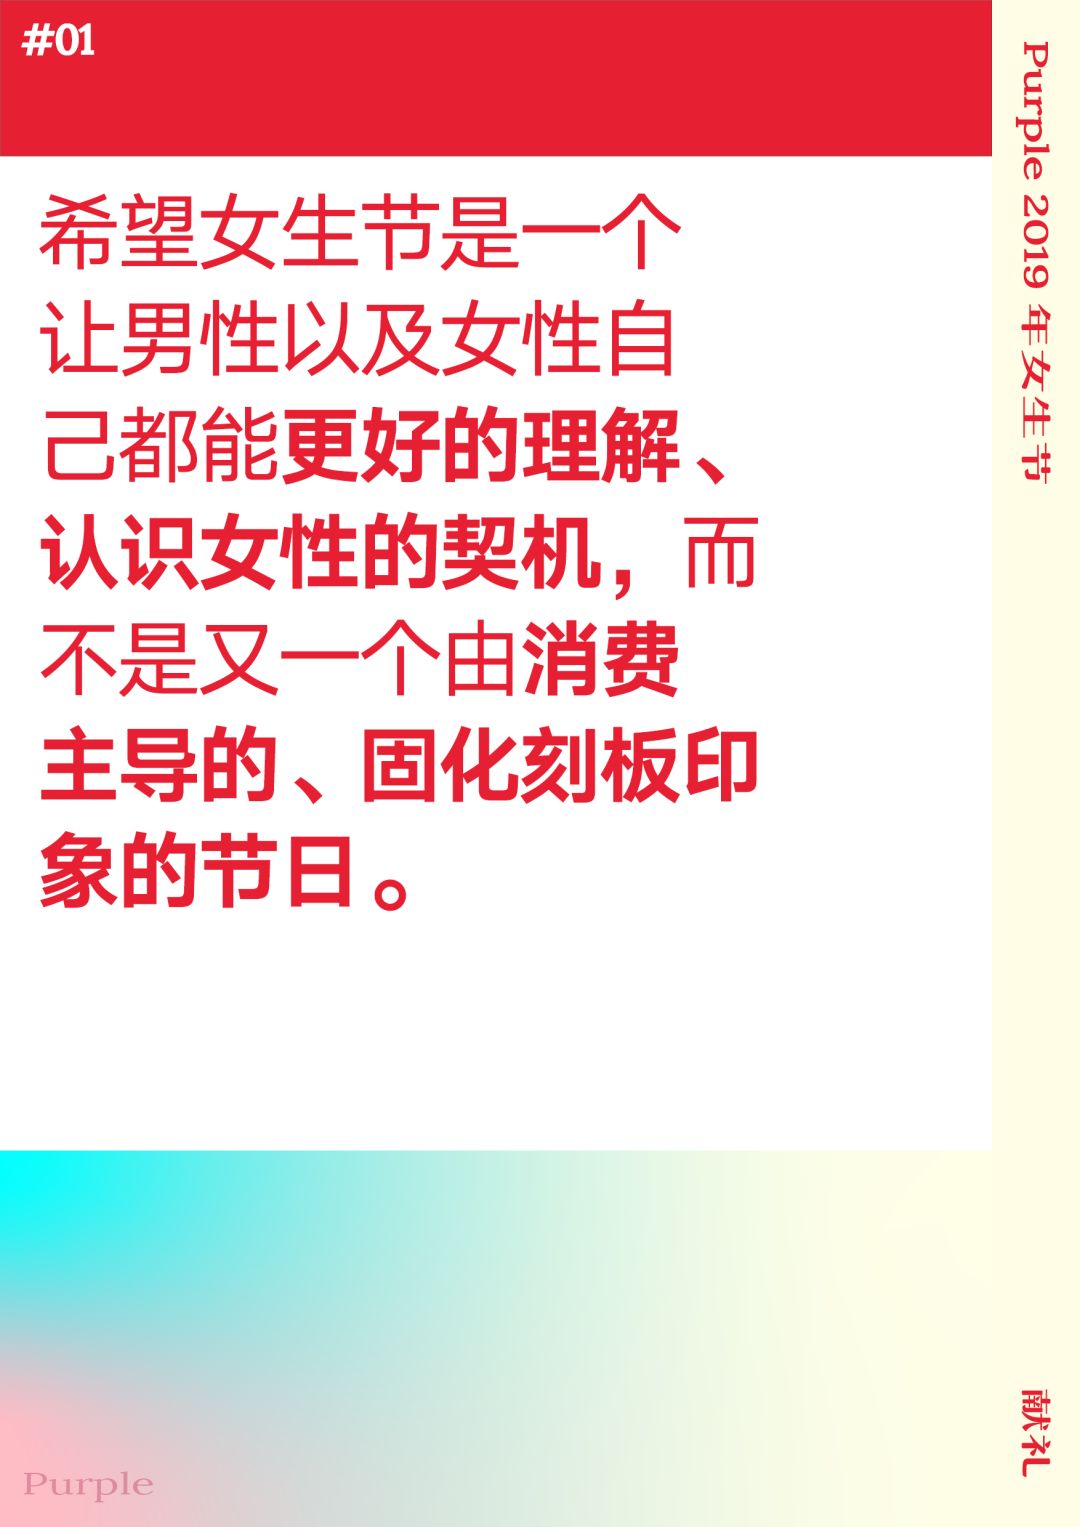 #01
希望女生节是一个
让男性以及女性自
己都能更好的理解、
认识女性的契机，而
不是又一个由消费
主导的、固化刻板印
象的节日。
Purple 2019 年女生节
献礼
Purple